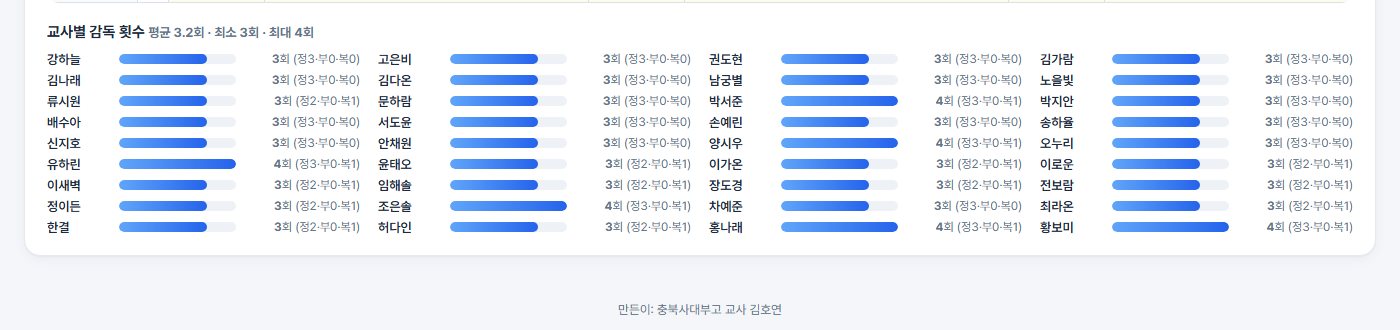 교사별 감독 횟수 평균 3.2회 · 최소 3회 · 최대 4회
강하늘 3회 (정3·부0·복0) 고은비 3회 (정3·부0·복0) 권도현 3회 (정3·부0·복0) 김가람 3회 (정3·부0·복0)
김나래 3회 (정3·부0·복0) 김다온 3회 (정3·부0·복0) 남궁별 3회 (정3·부0·복0) 노을빛 3회 (정3·부0·복0)
류시원 3회 (정2·부0·복1) 문하람 3회 (정3·부0·복0) 박서준 4회 (정3·부0·복1) 박지안 3회 (정3·부0·복0)
배수아 3회 (정3·부0·복0) 서도윤 3회 (정3·부0·복0) 손예린 3회 (정3·부0·복0) 송하율 3회 (정3·부0·복0)
신지호 3회 (정3·부0·복0) 안채원 3회 (정3·부0·복0) 양시우 4회 (정3·부0·복1) 오누리 3회 (정3·부0·복0)
유하린 4회 (정3·부0·복1) 윤태오 3회 (정2·부0·복1) 이가온 3회 (정2·부0·복1) 이로운 3회 (정2·부0·복1)
이새벽 3회 (정2·부0·복1) 임해솔 3회 (정2·부0·복1) 장도경 3회 (정2·부0·복1) 전보람 3회 (정2·부0·복1)
정이든 3회 (정2·부0·복1) 조은솔 4회 (정3·부0·복1) 차예준 3회 (정3·부0·복0) 최라온 3회 (정2·부0·복1)
한결 3회 (정2·부0·복1) 허다인 3회 (정2·부0·복1) 홍나래 4회 (정3·부0·복1) 황보미 4회 (정3·부0·복1)
만든이: 충북사대부고 교사 김호연